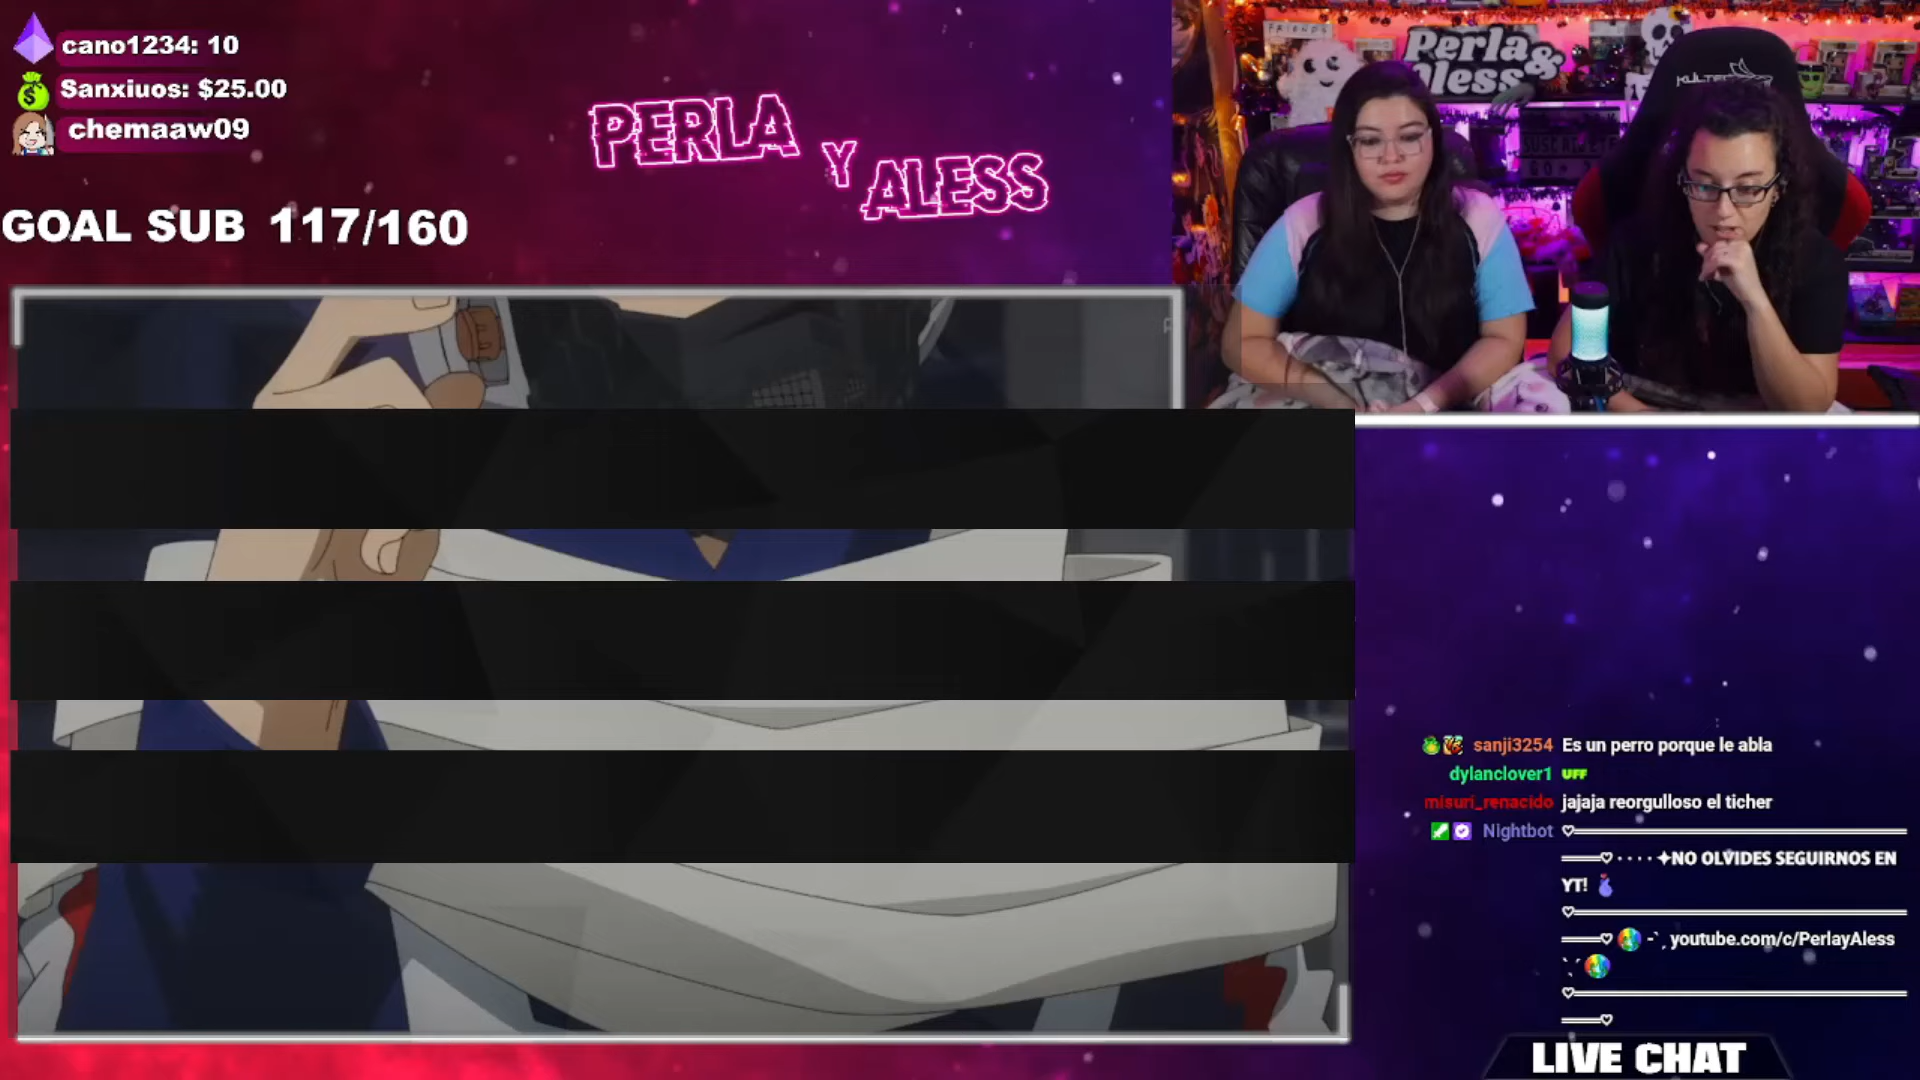 cano1234: 10
Sanxiuos: $25.00
chemaaw09
GOAL SUB 117/160
PERLA
Y
ALESS
FRIENDS
Perla&
Aless
sanji3254 Es un perro porque le abla
dylanclover1 UFF
misuri_renacido jajaja reorgulloso el ticher
Nightbot
✦NO OLVIDES SEGUIRNOS EN
YT!
youtube.com/c/PerlayAless
LIVE CHAT